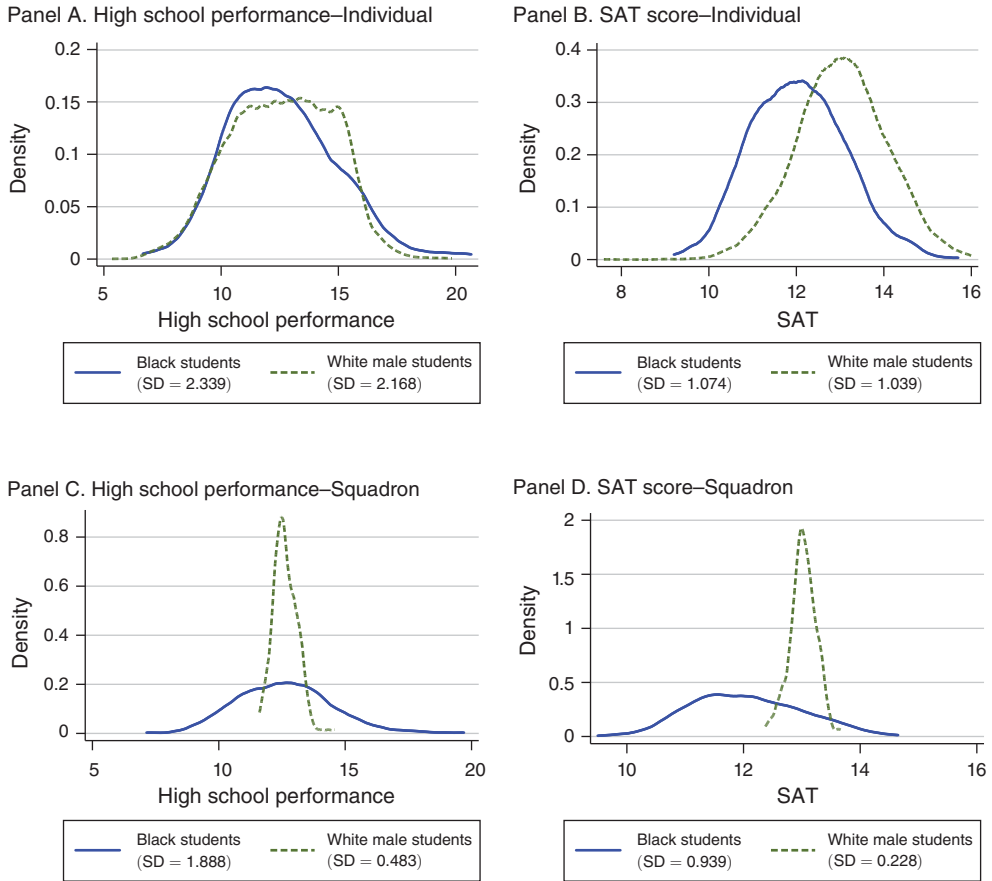 Panel A. High school performance–Individual
0.2
0.15
0.1
0.05
0
Density
5 10 15 20
High school performance
Black students
(SD = 2.339)
White male students
(SD = 2.168)
Panel B. SAT score–Individual
0.4
0.3
0.2
0.1
0
Density
8 10 12 14 16
SAT
Black students
(SD = 1.074)
White male students
(SD = 1.039)
Panel C. High school performance–Squadron
0.8
0.6
0.4
0.2
0
Density
5 10 15 20
High school performance
Black students
(SD = 1.888)
White male students
(SD = 0.483)
Panel D. SAT score–Squadron
2
1.5
1
0.5
0
Density
10 12 14 16
SAT
Black students
(SD = 0.939)
White male students
(SD = 0.228)